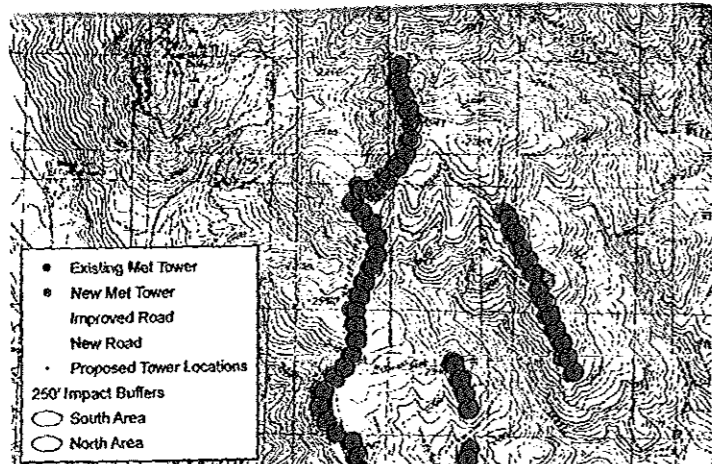 Existing Met Tower
New Met Tower
Improved Road
New Road
Proposed Tower Locations
250' Impact Buffers
South Area
North Area